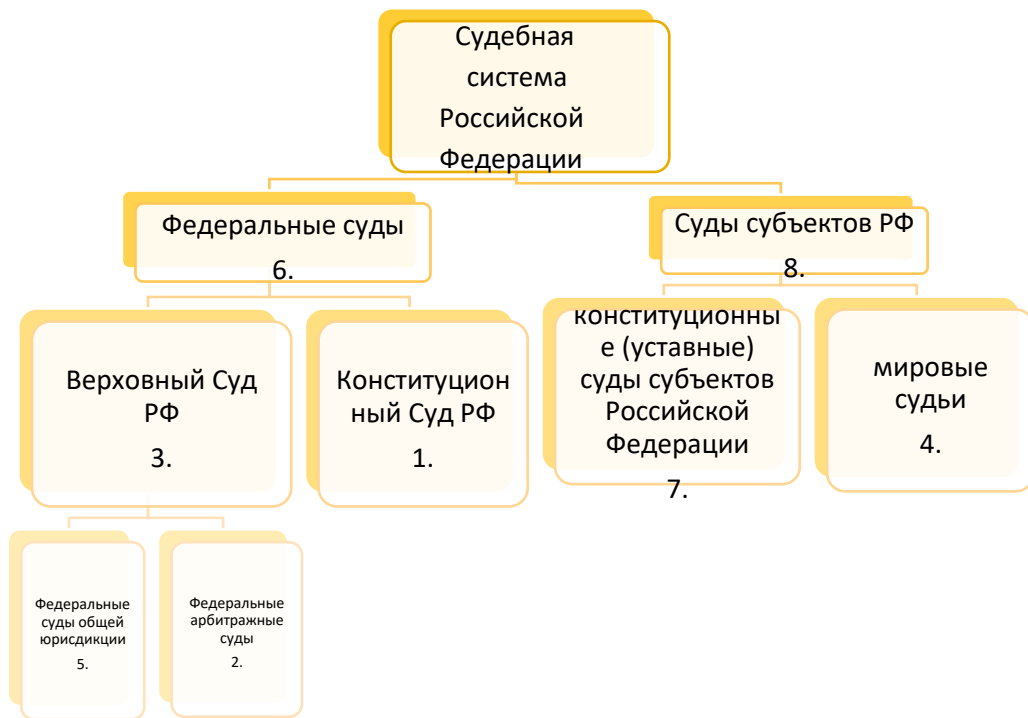 Судебная
система
Российской
Федерации
Федеральные суды
6.
Суды субъектов РФ
8.
Верховный Суд
РФ
3.
Конституцион
ный Суд РФ
1.
конституционны
е (уставные)
суды субъектов
Российской
Федерации
7.
мировые
судьи
4.
Федеральные
суды общей
юрисдикции
5.
Федеральные
арбитражные
суды
2.